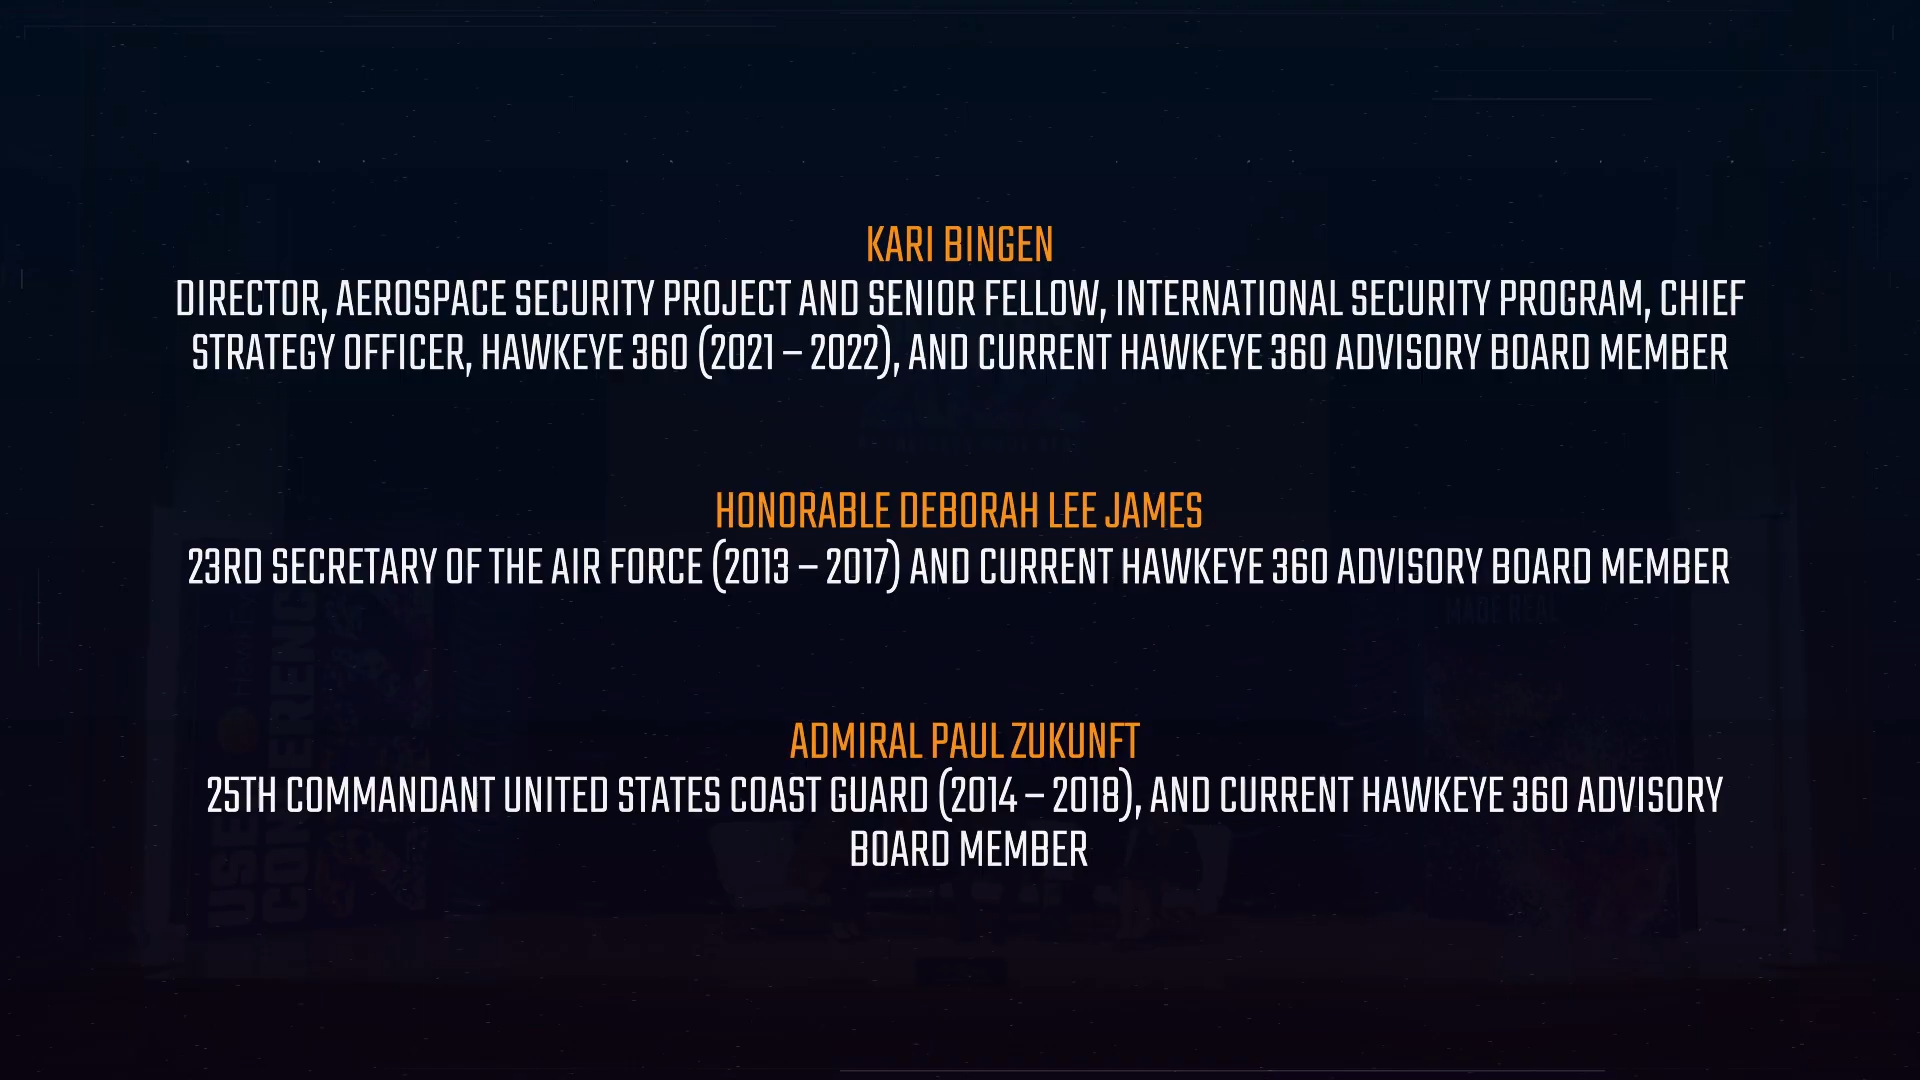 KARI BINGEN
DIRECTOR, AEROSPACE SECURITY PROJECT AND SENIOR FELLOW, INTERNATIONAL SECURITY PROGRAM, CHIEF
STRATEGY OFFICER, HAWKEYE 360 (2021 – 2022), AND CURRENT HAWKEYE 360 ADVISORY BOARD MEMBER
2022
HONORABLE DEBORAH LEE JAMES
23RD SECRETARY OF THE AIR FORCE (2013 – 2017) AND CURRENT HAWKEYE 360 ADVISORY BOARD MEMBER
MADE REAL
ADMIRAL PAUL ZUKUNFT
25TH COMMANDANT UNITED STATES COAST GUARD (2014 – 2018), AND CURRENT HAWKEYE 360 ADVISORY
BOARD MEMBER